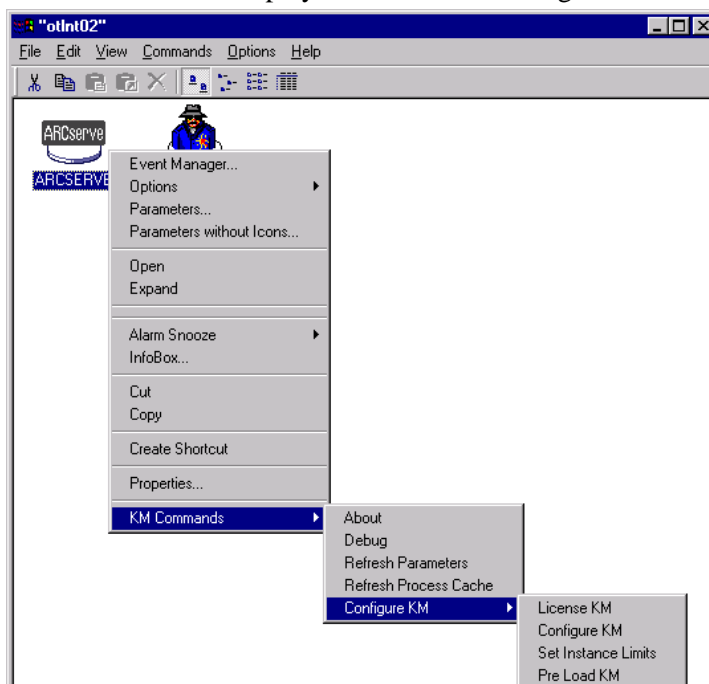 "otInt02"
File Edit View Commands Options Help
ARCserve
ARCSERVE
Event Manager...
Options
Parameters...
Parameters without Icons...
Open
Expand
Alarm Snooze
InfoBox...
Cut
Copy
Create Shortcut
Properties...
KM Commands
About
Debug
Refresh Parameters
Refresh Process Cache
Configure KM
License KM
Configure KM
Set Instance Limits
Pre Load KM